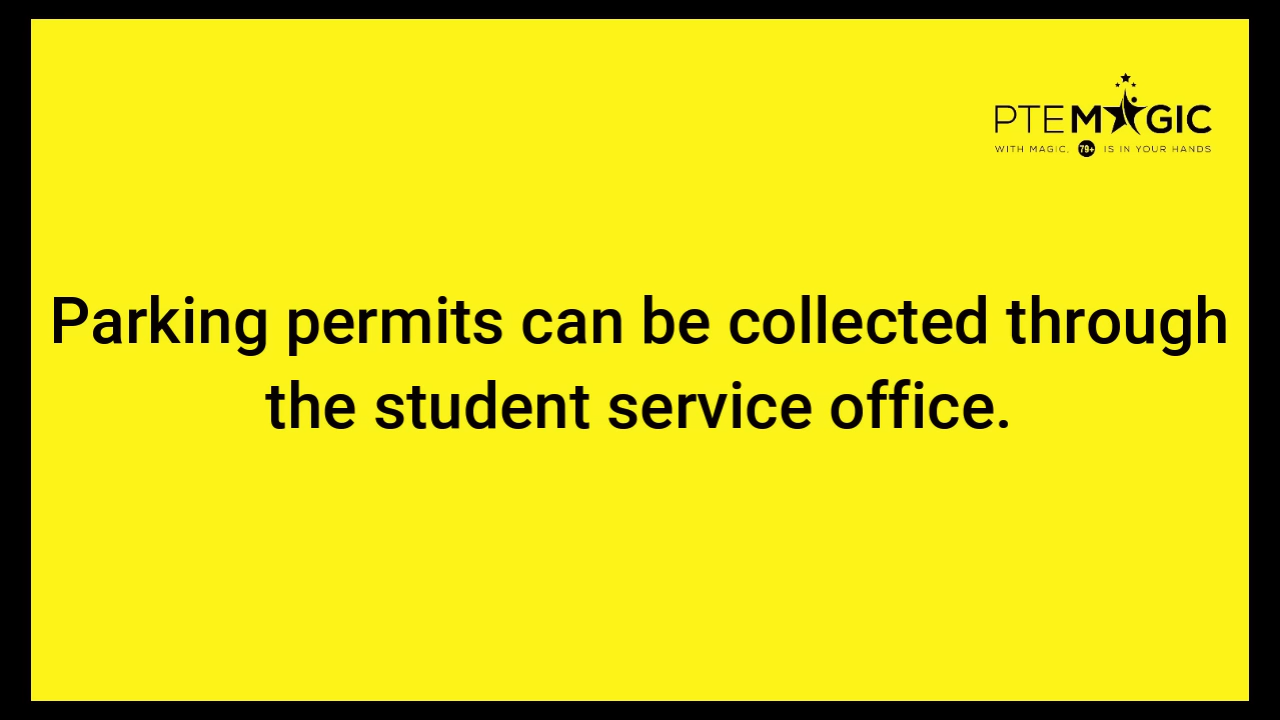 PTEMAGIC
WITH MAGIC, 79+ IS IN YOUR HANDS
Parking permits can be collected through
the student service office.